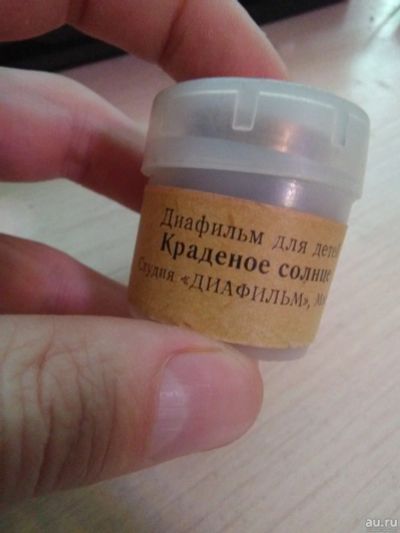 Диафильм для детей
Краденое солнце
Студия «ДИАФИЛЬМ»,
au.ru